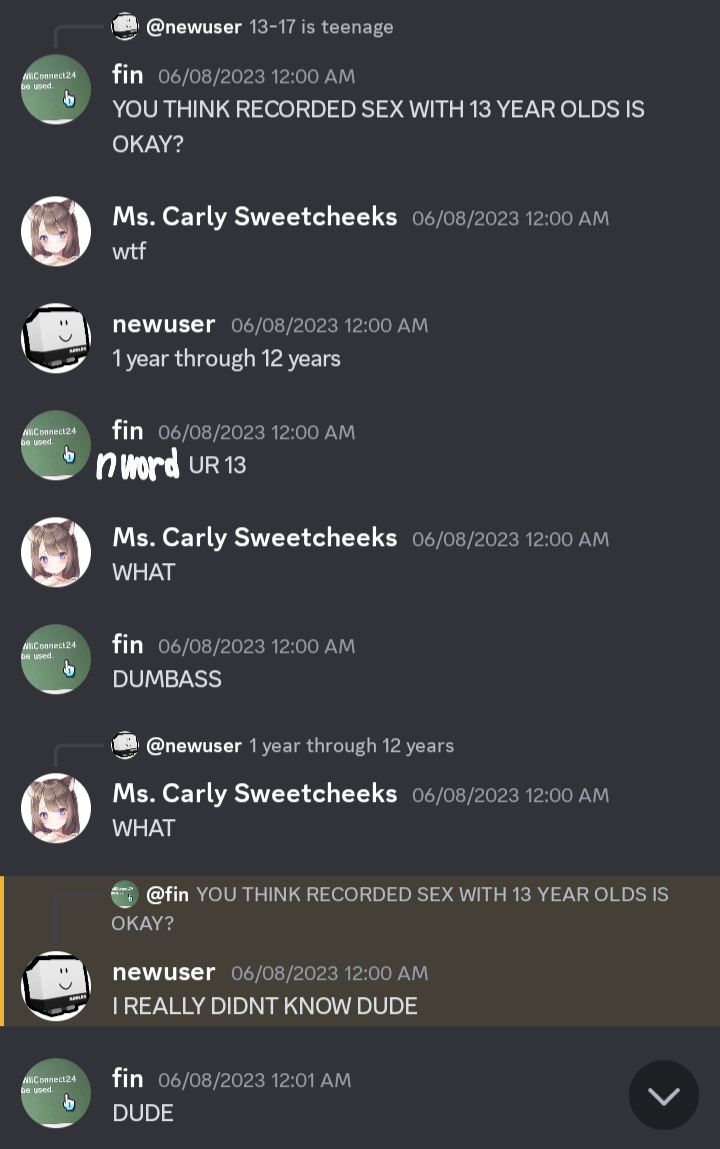 @newuser 13-17 is teenage
fin 06/08/2023 12:00 AM
YOU THINK RECORDED SEX WITH 13 YEAR OLDS IS
OKAY?
Ms. Carly Sweetcheeks 06/08/2023 12:00 AM
wtf
newuser 06/08/2023 12:00 AM
1 year through 12 years
fin 06/08/2023 12:00 AM
n word UR 13
Ms. Carly Sweetcheeks 06/08/2023 12:00 AM
WHAT
fin 06/08/2023 12:00 AM
DUMBASS
@newuser 1 year through 12 years
Ms. Carly Sweetcheeks 06/08/2023 12:00 AM
WHAT
@fin YOU THINK RECORDED SEX WITH 13 YEAR OLDS IS
OKAY?
newuser 06/08/2023 12:00 AM
I REALLY DIDNT KNOW DUDE
fin 06/08/2023 12:01 AM
DUDE